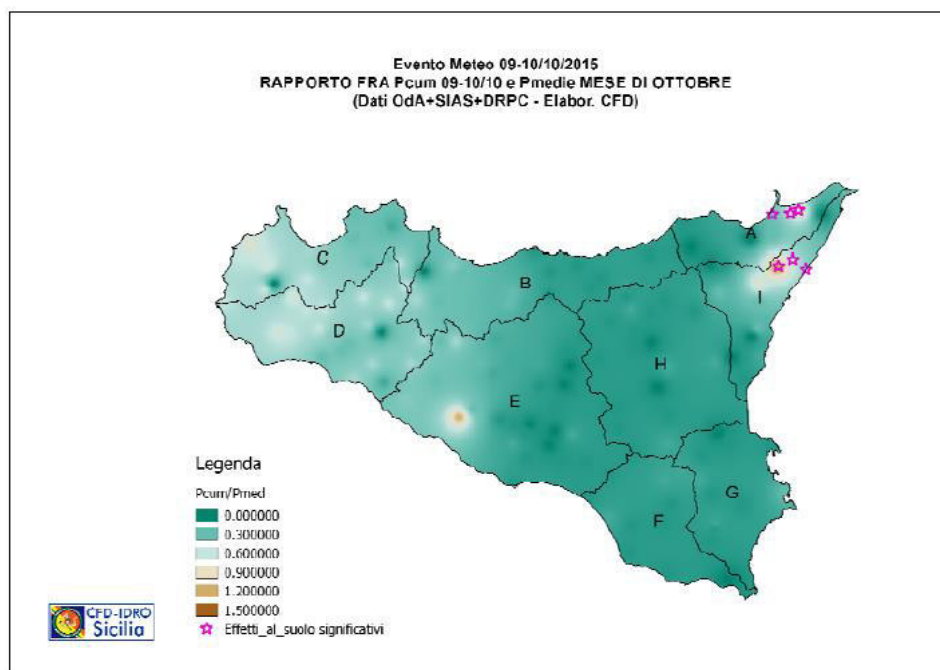 Evento Meteo 09-10/10/2015
RAPPORTO FRA Pcum 09-10/10 e Pmedie MESE DI OTTOBRE
(Dati OdA+SIAS+DRPC - Elabor. CFD)
A
C
B
I
D
H
E
G
F
Legenda
Pcum/Pmed
0.000000
0.300000
0.600000
0.900000
1.200000
1.500000
Effetti_al_suolo significativi
CFD-IDRO
Sicilia